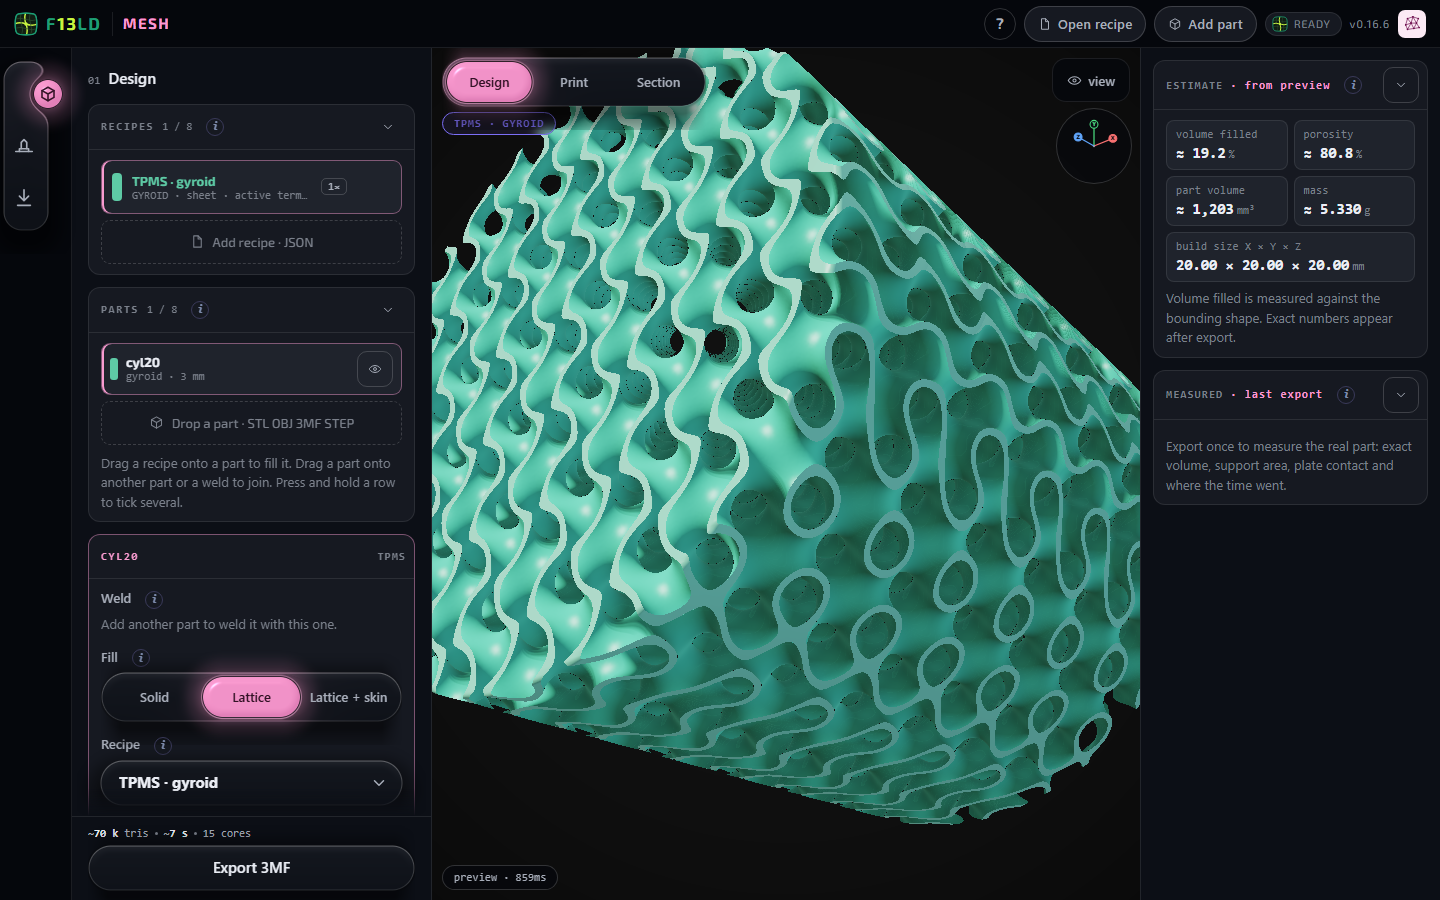 F13LD MESH
? Open recipe Add part READY v0.16.6
01 Design
RECIPES 1 / 8 i
TPMS · gyroid
GYROID · sheet · active term…
1×
Add recipe · JSON
PARTS 1 / 8 i
cyl20
gyroid · 3 mm
Drop a part · STL OBJ 3MF STEP
Drag a recipe onto a part to fill it. Drag a part onto
another part or a weld to join. Press and hold a row
to tick several.
CYL20 TPMS
Weld i
Add another part to weld it with this one.
Fill i
Solid Lattice Lattice + skin
Recipe i
TPMS · gyroid
~70 k tris • ~7 s • 15 cores
Export 3MF
Design Print Section
TPMS · GYROID
view
Y
Z
X
preview · 859ms
ESTIMATE · from preview i
volume filled
≈ 19.2 %
porosity
≈ 80.8 %
part volume
≈ 1,203 mm³
mass
≈ 5.330 g
build size X × Y × Z
20.00 × 20.00 × 20.00 mm
Volume filled is measured against the
bounding shape. Exact numbers appear
after export.
MEASURED · last export i
Export once to measure the real part: exact
volume, support area, plate contact and
where the time went.